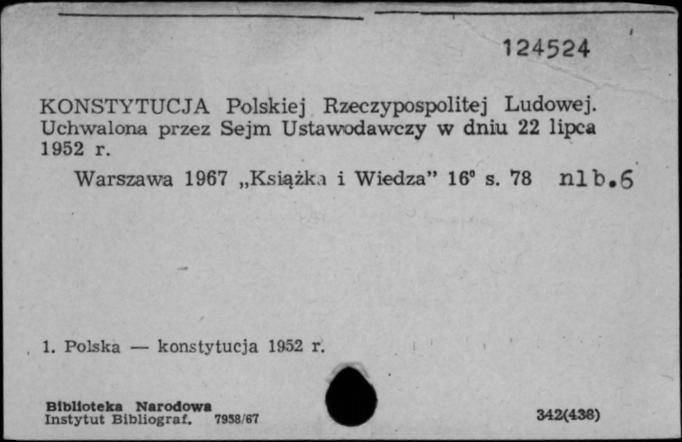 124524
KONSTYTUCJA Polskiej Rzeczypospolitej Ludowej.
Uchwalona przez Sejm Ustawodawczy w dniu 22 lipca
1952 r.
Warszawa 1967 „Książka i Wiedza” 16° s. 78 nlb.6
1. Polska — konstytucja 1952 r.
Biblioteka Narodowa
Instytut Bibliograf. 7958/67 342(438)